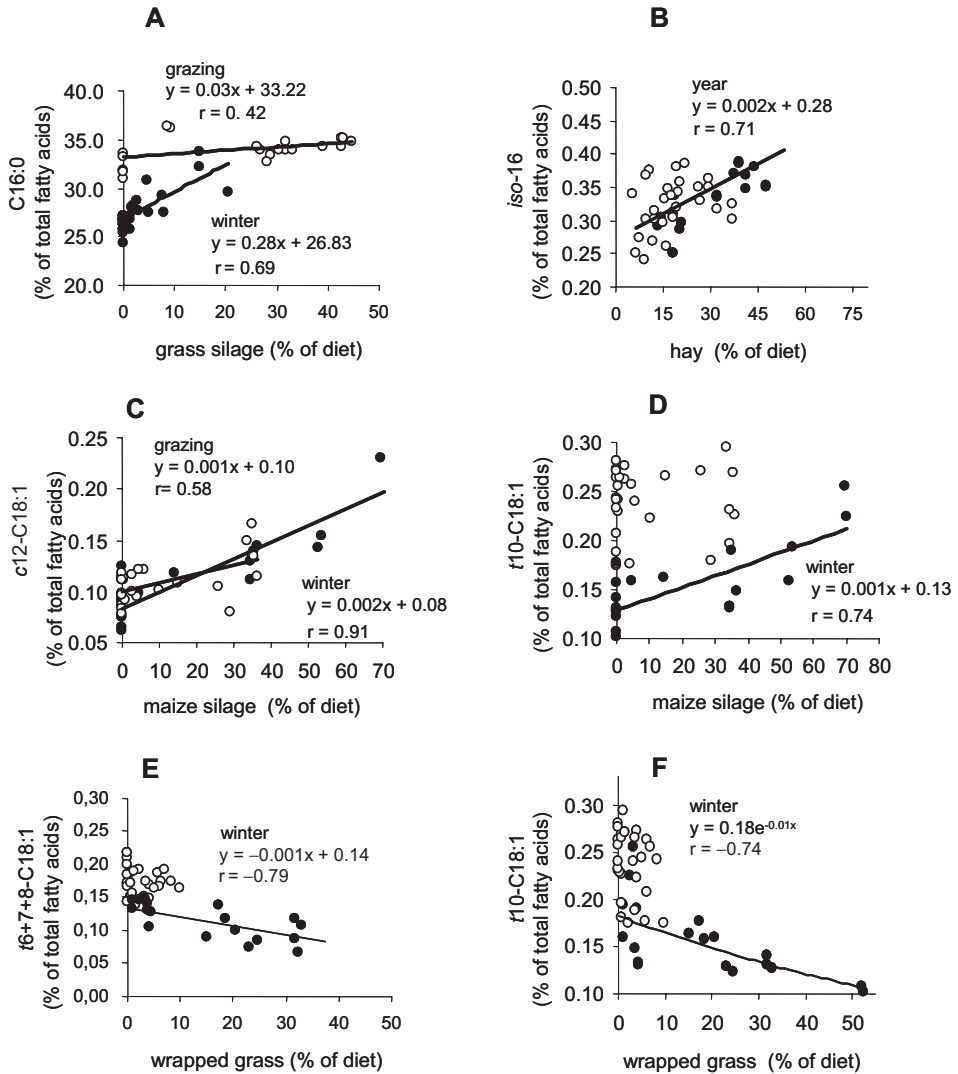 A
grazing
y = 0.03x + 33.22
r = 0. 42
C16:0
(% of total fatty acids)
40.0
35.0
30.0
25.0
20.0
winter
y = 0.28x + 26.83
r = 0.69
0 10 20 30 40 50
grass silage (% of diet)
B
year
y = 0.002x + 0.28
r = 0.71
iso-16
(% of total fatty acids)
0.50
0.45
0.40
0.35
0.30
0.25
0.20
0 15 30 45 60 75
hay (% of diet)
C
grazing
y = 0.001x + 0.10
r= 0.58
c12-C18:1
(% of total fatty acids)
0.25
0.20
0.15
0.10
0.05
winter
y = 0.002x + 0.08
r = 0.91
0 10 20 30 40 50 60 70
maize silage (% of diet)
D
t10-C18:1
(% of total fatty acids)
0.30
0.25
0.20
0.15
0.10
winter
y = 0.001x + 0.13
r = 0.74
0 10 20 30 40 50 60 70 80
maize silage (% of diet)
E
t6+7+8-C18:1
(% of total fatty acids)
0,30
0,25
0,20
0,15
0,10
0,05
0,00
winter
y = −0.001x + 0.14
r = −0.79
0 10 20 30 40 50
wrapped grass (% of diet)
F
t10-C18:1
(% of total fatty acids)
0.30
0.25
0.20
0.15
0.10
winter
y = 0.18e-0.01x
r = −0.74
0 10 20 30 40 50
wrapped grass (% of diet)